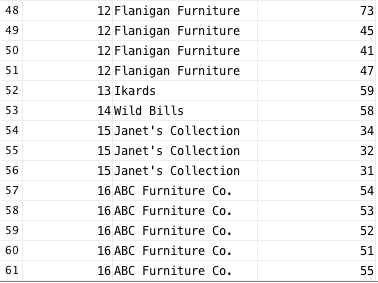 48 12 Flanigan Furniture 73
49 12 Flanigan Furniture 45
50 12 Flanigan Furniture 41
51 12 Flanigan Furniture 47
52 13 Ikards 59
53 14 Wild Bills 58
54 15 Janet's Collection 34
55 15 Janet's Collection 32
56 15 Janet's Collection 31
57 16 ABC Furniture Co. 54
58 16 ABC Furniture Co. 53
59 16 ABC Furniture Co. 52
60 16 ABC Furniture Co. 51
61 16 ABC Furniture Co. 55